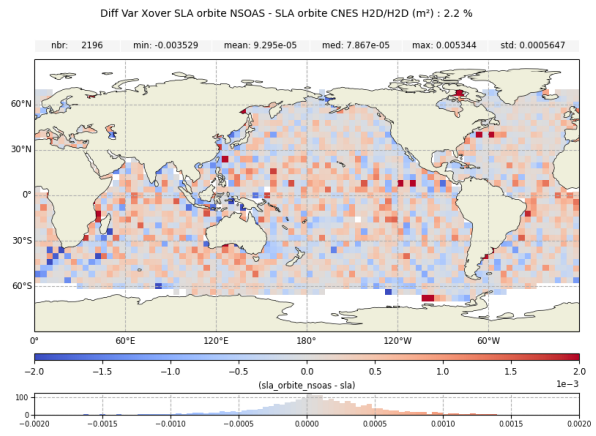 Diff Var Xover SLA orbite NSOAS - SLA orbite CNES H2D/H2D (m²) : 2.2 %
nbr: 2196 min: -0.003529 mean: 9.295e-05 med: 7.867e-05 max: 0.005344 std: 0.0005647
60°N
30°N
0°
30°S
60°S
0° 60°E 120°E 180° 120°W 60°W
−2.0 −1.5 −1.0 −0.5 0.0 0.5 1.0 1.5 2.0
1e−3
(sla_orbite_nsoas - sla)
100
0
−0.0020 −0.0015 −0.0010 −0.0005 0.0000 0.0005 0.0010 0.0015 0.0020